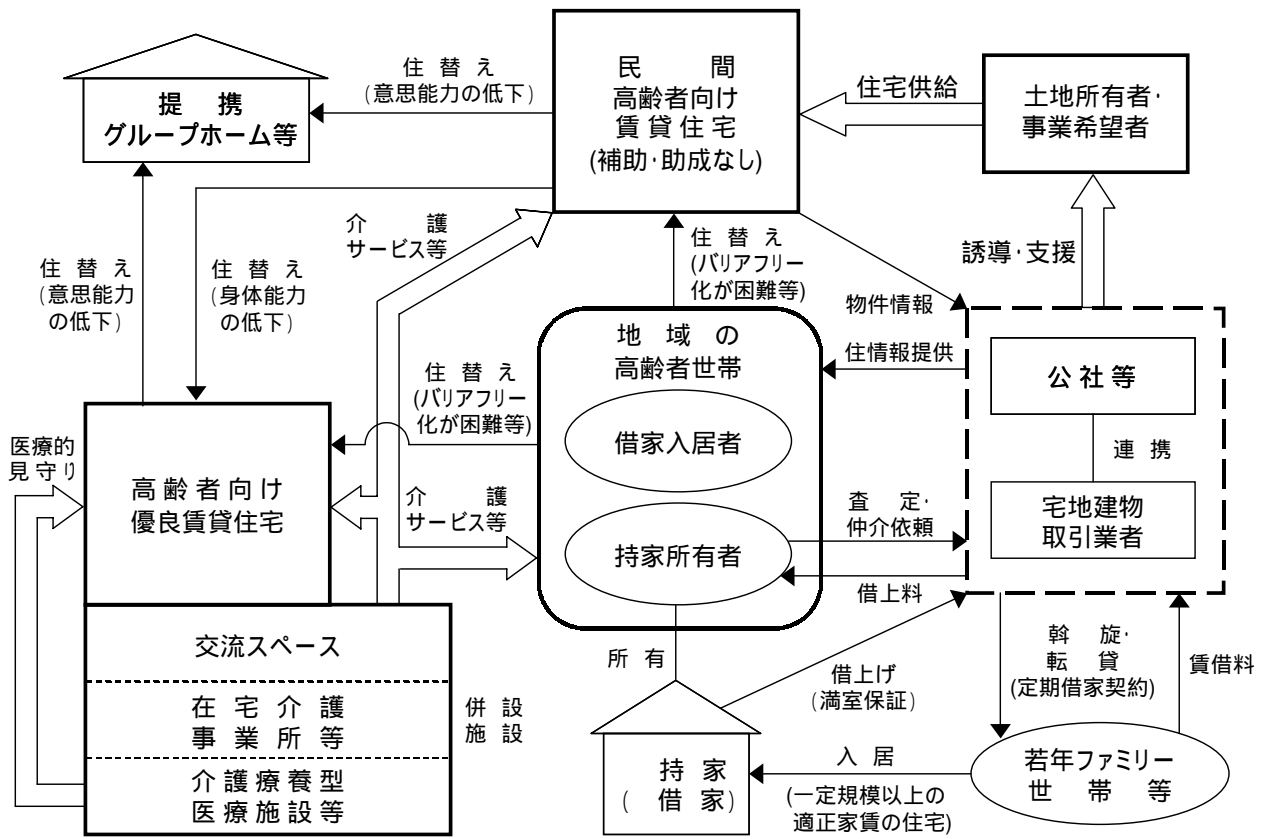 提 携
グループホーム等
住 替 え
(意思能力の低下)
民 間
高齢者向け
賃貸住宅
(補助・助成なし)
住宅供給
土地所有者・
事業希望者
住 替 え
(意思能力
の低下)
住 替 え
(身体能力
の低下)
介 護
サービス等
住 替 え
(バリアフリー
化が困難等)
物件情報
誘導・支援
地 域 の
高齢者世帯
借家入居者
持家所有者
住情報提供
公 社 等
連 携
宅地建物
取引業者
住 替 え
(バリアフリー
化が困難等)
医療的
見守り
高齢者向け
優良賃貸住宅
介 護
サービス等
査 定・
仲介依頼
借上料
交流スペース
在 宅 介 護
事 業 所 等
介護療養型
医療施設等
併 設
施 設
所 有
借上げ
(満室保証)
斡 旋・
転 貸
(定期借家契約)
賃借料
持 家
( 借 家 )
入 居
(一定規模以上の
適正家賃の住宅)
若年ファミリー
世 帯 等